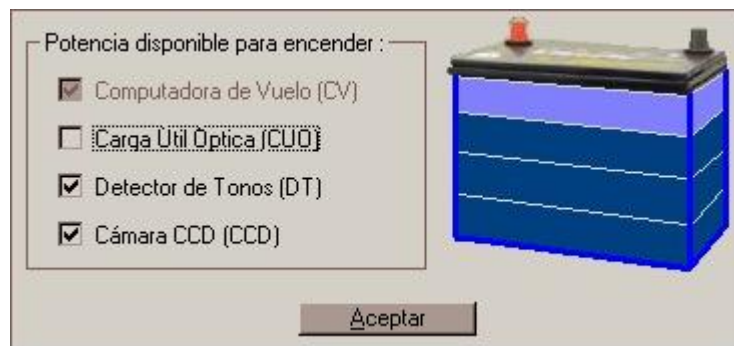 Potencia disponible para encender :
Computadora de Vuelo (CV)
Carga Útil Óptica (CUO)
Detector de Tonos (DT)
Cámara CCD (CCD)
Aceptar